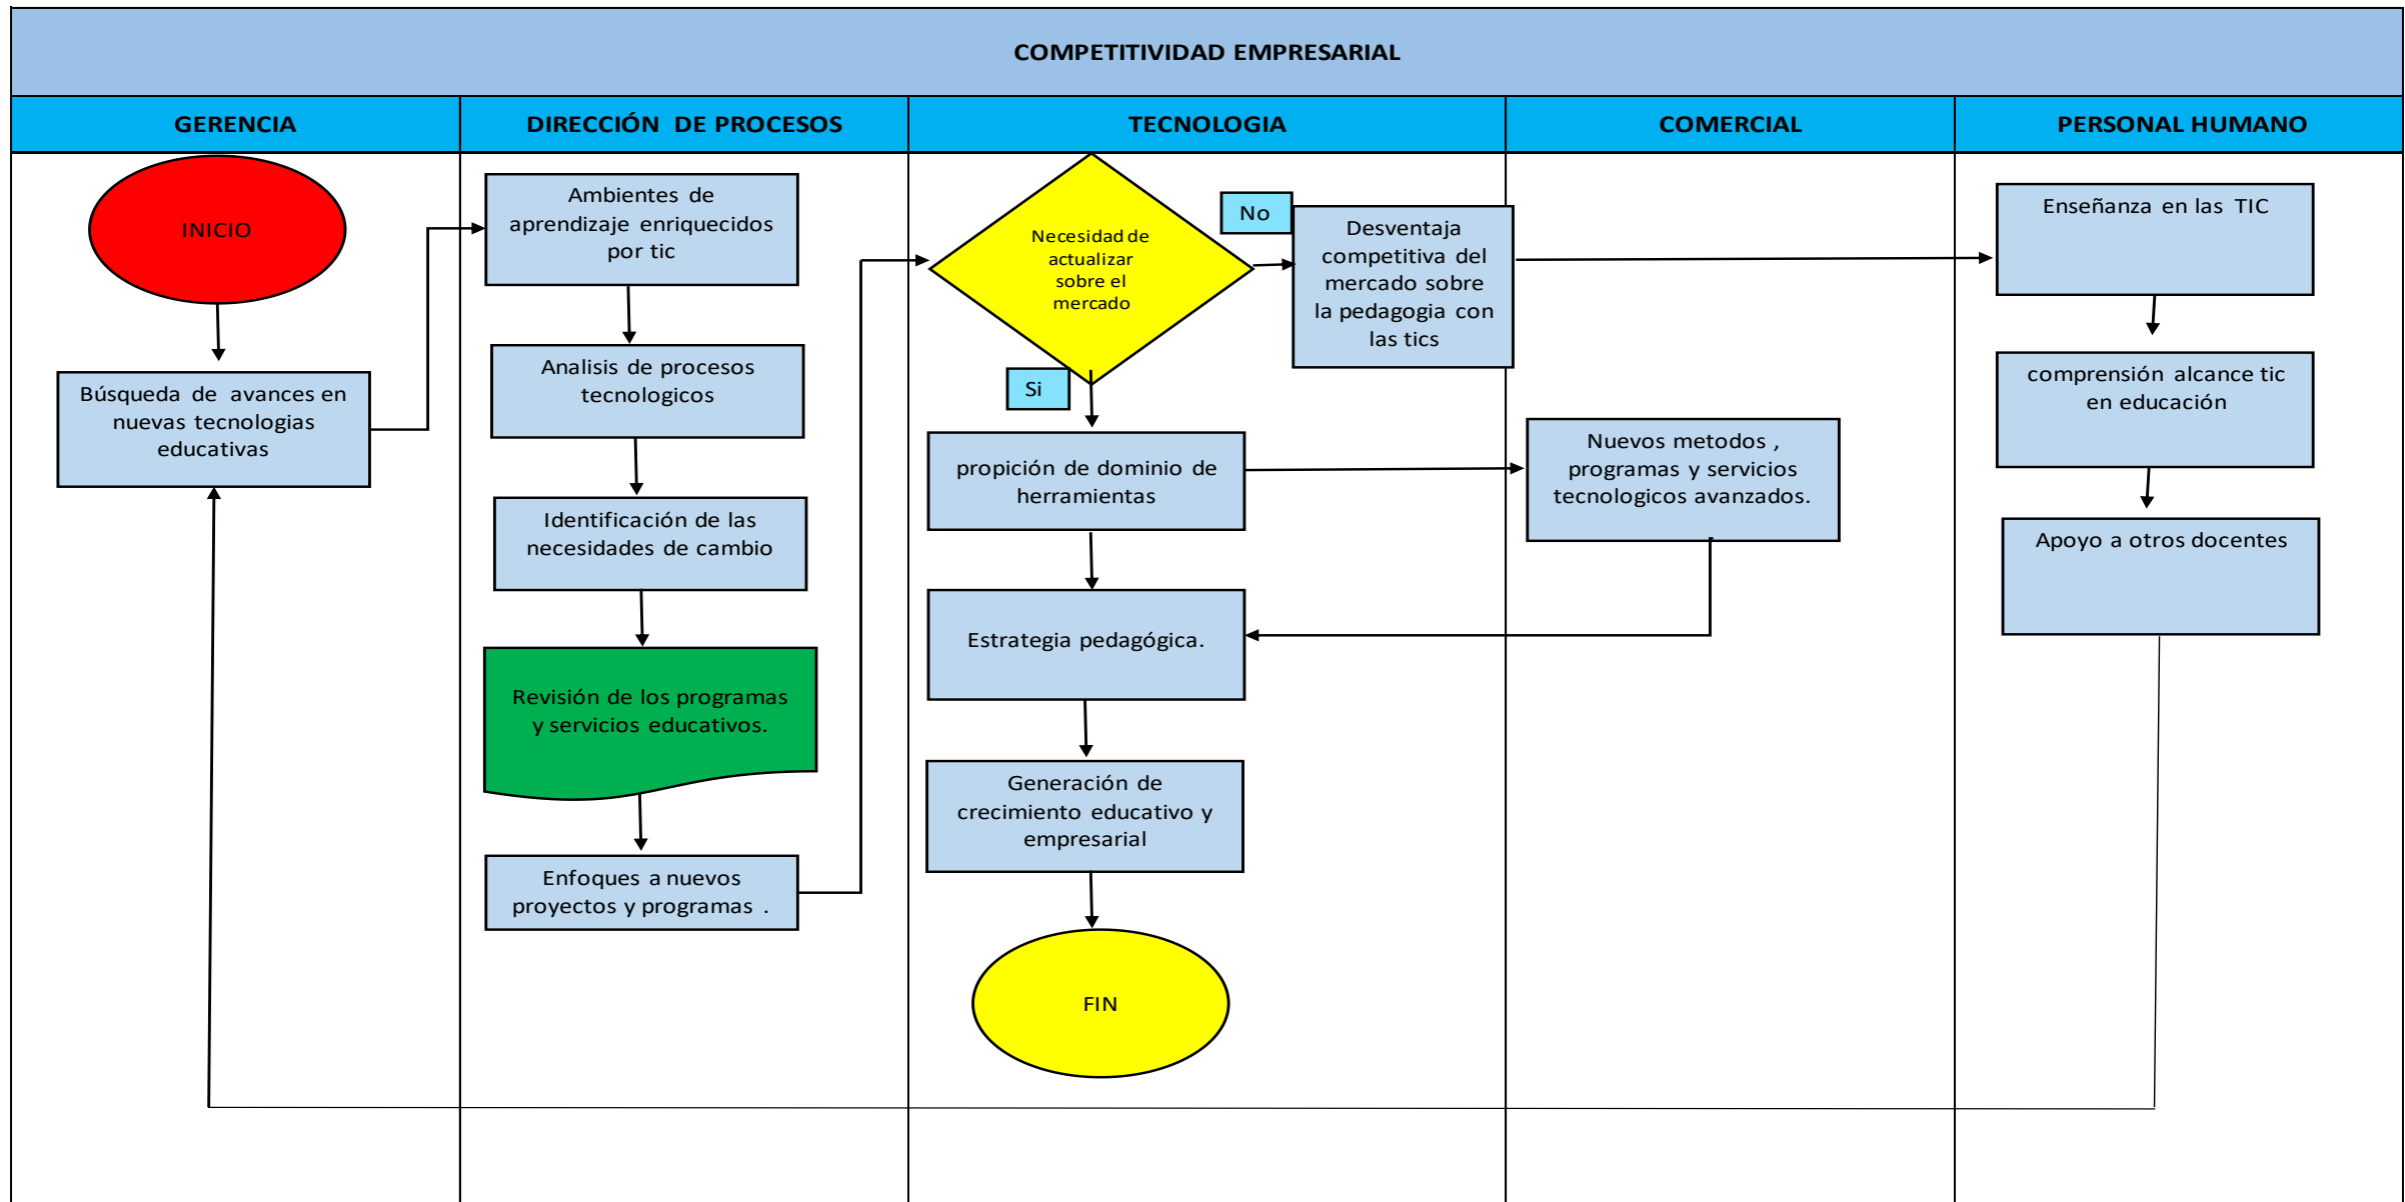 COMPETITIVIDAD EMPRESARIAL
GERENCIA
DIRECCIÓN DE PROCESOS
TECNOLOGIA
COMERCIAL
PERSONAL HUMANO
INICIO
Búsqueda de avances en
nuevas tecnologias
educativas
Ambientes de
aprendizaje enriquecidos
por tic
Analisis de procesos
tecnologicos
Identificación de las
necesidades de cambio
Revisión de los programas
y servicios educativos.
Enfoques a nuevos
proyectos y programas .
Necesidad de
actualizar
sobre el
mercado
No
Desventaja
competitiva del
mercado sobre
la pedagogia con
las tics
Si
propición de dominio de
herramientas
Estrategia pedagógica.
Generación de
crecimiento educativo y
empresarial
FIN
Nuevos metodos ,
programas y servicios
tecnologicos avanzados.
Enseñanza en las TIC
comprensión alcance tic
en educación
Apoyo a otros docentes